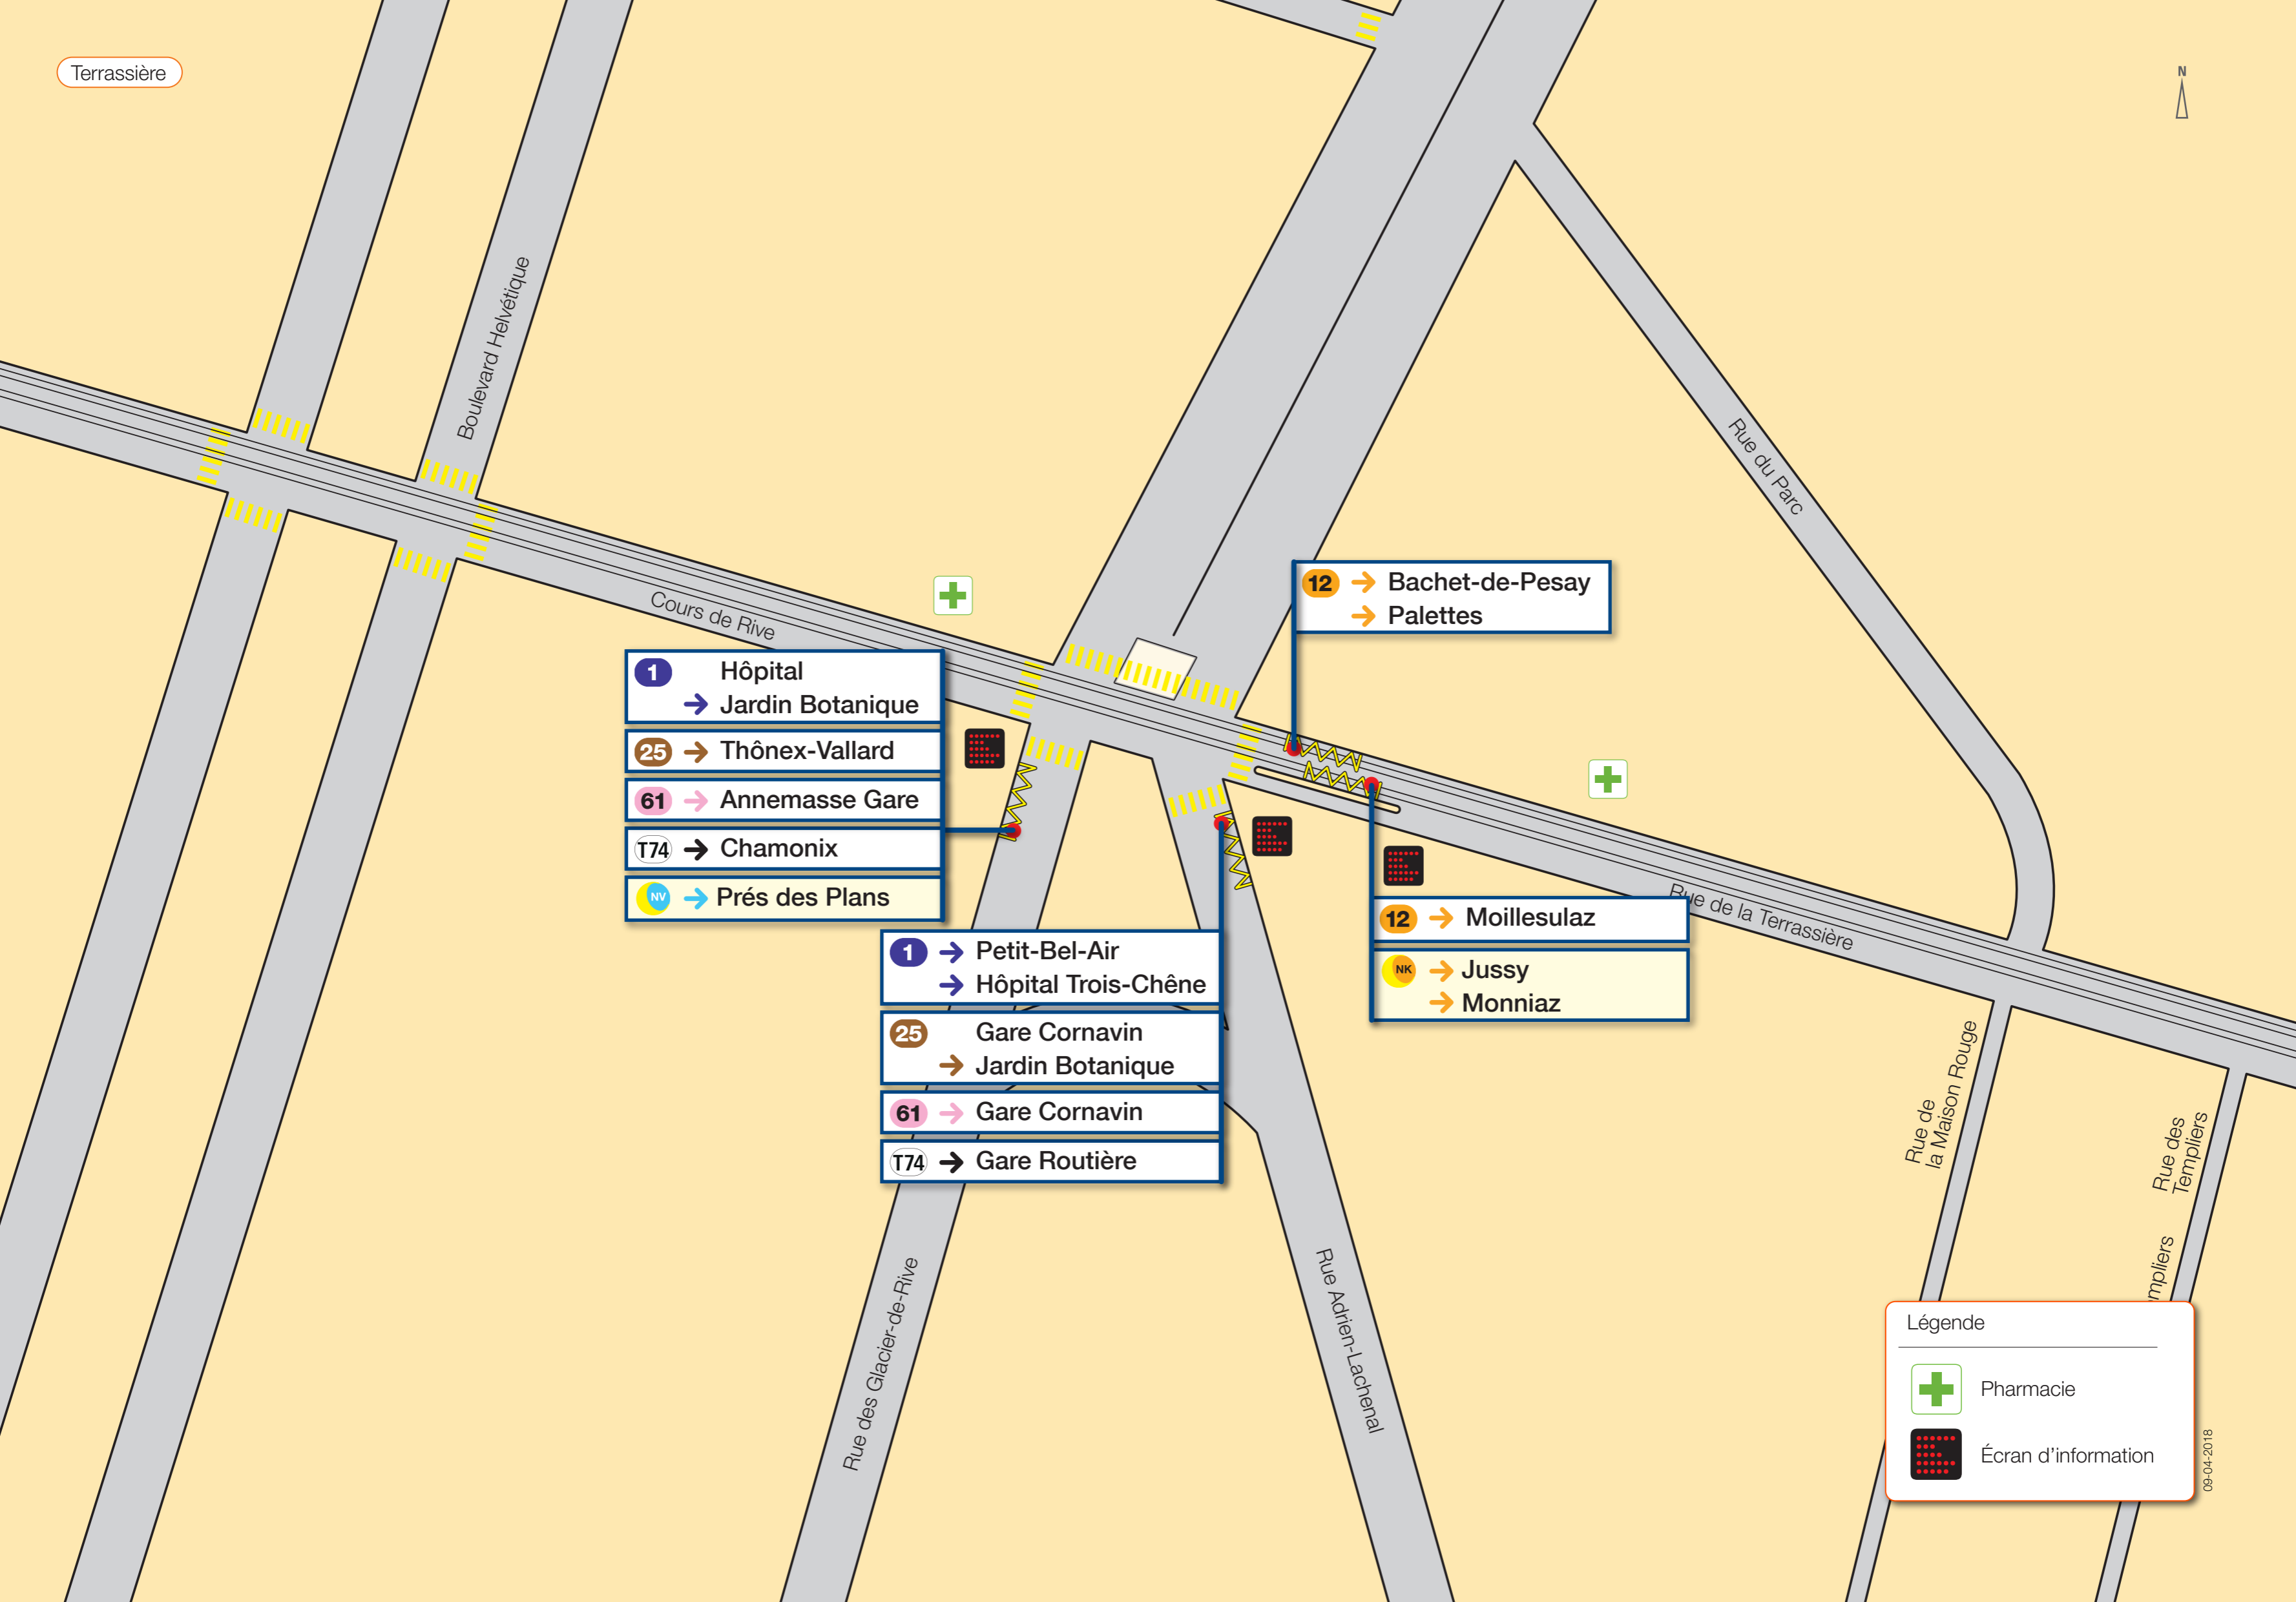 Terrassière
N
Boulevard Helvétique
Rue du Parc
Cours de Rive
12 Bachet-de-Pesay
Palettes
1 Hôpital
Jardin Botanique
25 Thônex-Vallard
61 Annemasse Gare
T74 Chamonix
NV Prés des Plans
Rue de la Terrassière
12 Moillesulaz
NK Jussy
Monniaz
1 Petit-Bel-Air
Hôpital Trois-Chêne
25 Gare Cornavin
Jardin Botanique
61 Gare Cornavin
T74 Gare Routière
Rue de
la Maison Rouge
Rue des
Templiers
mpliers
Rue des Glacier-de-Rive
Rue Adrien-Lachenal
Légende
Pharmacie
Écran d'information
09-04-2018